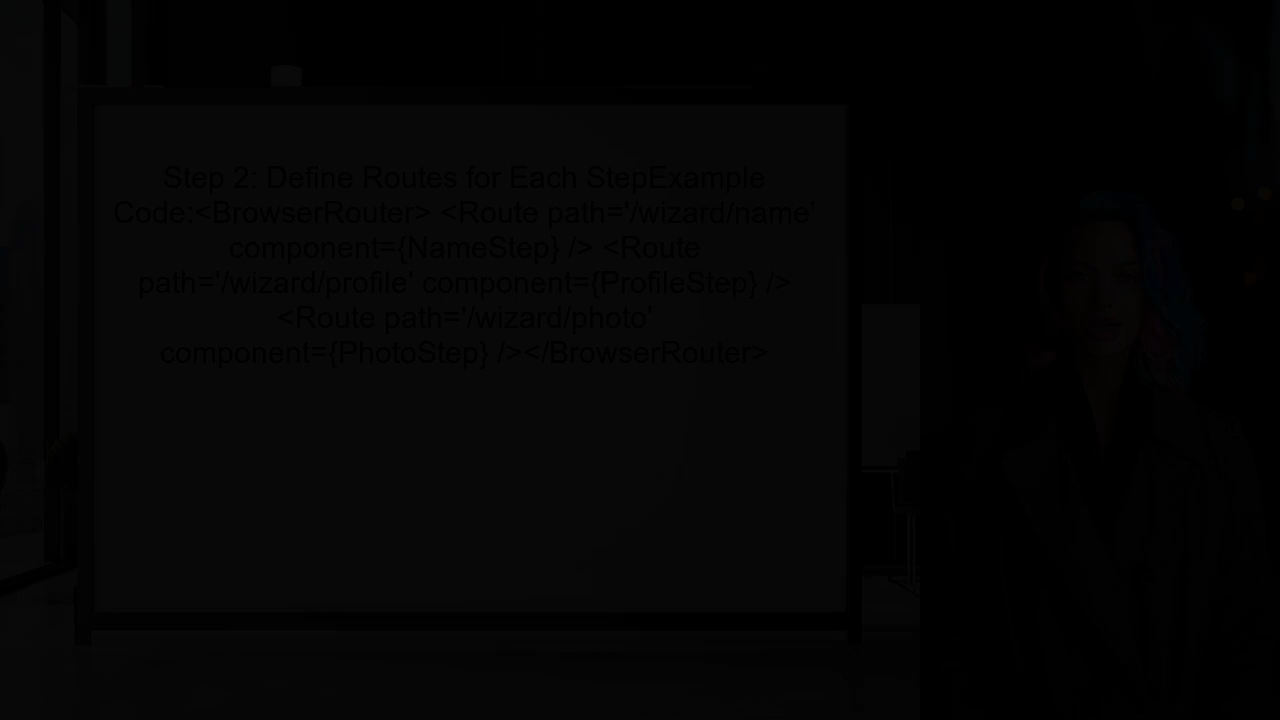 Step 2: Define Routes for Each StepExample
Code:<BrowserRouter> <Route path='/wizard/name'
component={NameStep} /> <Route
path='/wizard/profile' component={ProfileStep} />
<Route path='/wizard/photo'
component={PhotoStep} /></BrowserRouter>